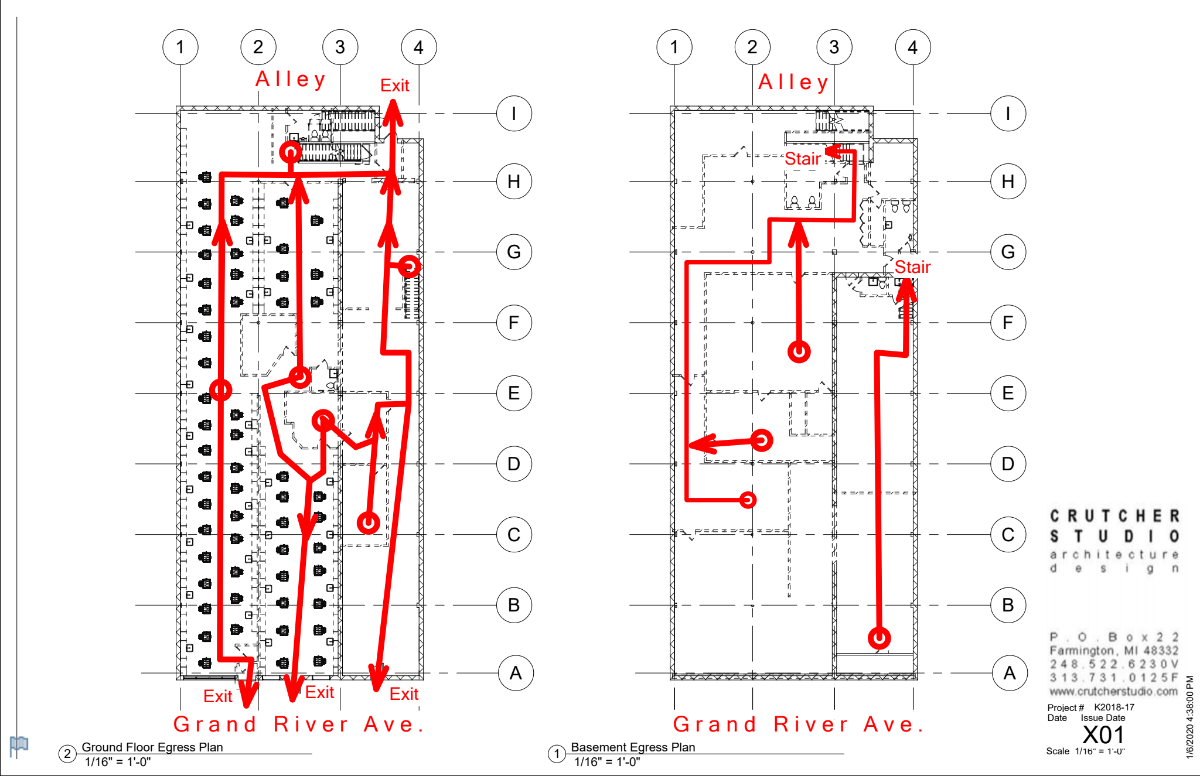 1 2 3 4
Alley
Exit
I
H
G
F
E
D
C
B
A
Exit
Exit
Exit
Grand River Ave.
2 Ground Floor Egress Plan
1/16" = 1'-0"
1 2 3 4
Alley
Stair
Stair
I
H
G
F
E
D
C
B
A
Grand River Ave.
1 Basement Egress Plan
1/16" = 1'-0"
CRUTCHER
STUDIO
architecture
design
P.O.Box22
Farmington, MI 48332
248.522.6230V
313.731.0125F
www.crutcherstudio.com
Project # K2018-17
Date Issue Date
X01
Scale 1/16" = 1'-0"
1/6/2020 4:38:00 PM